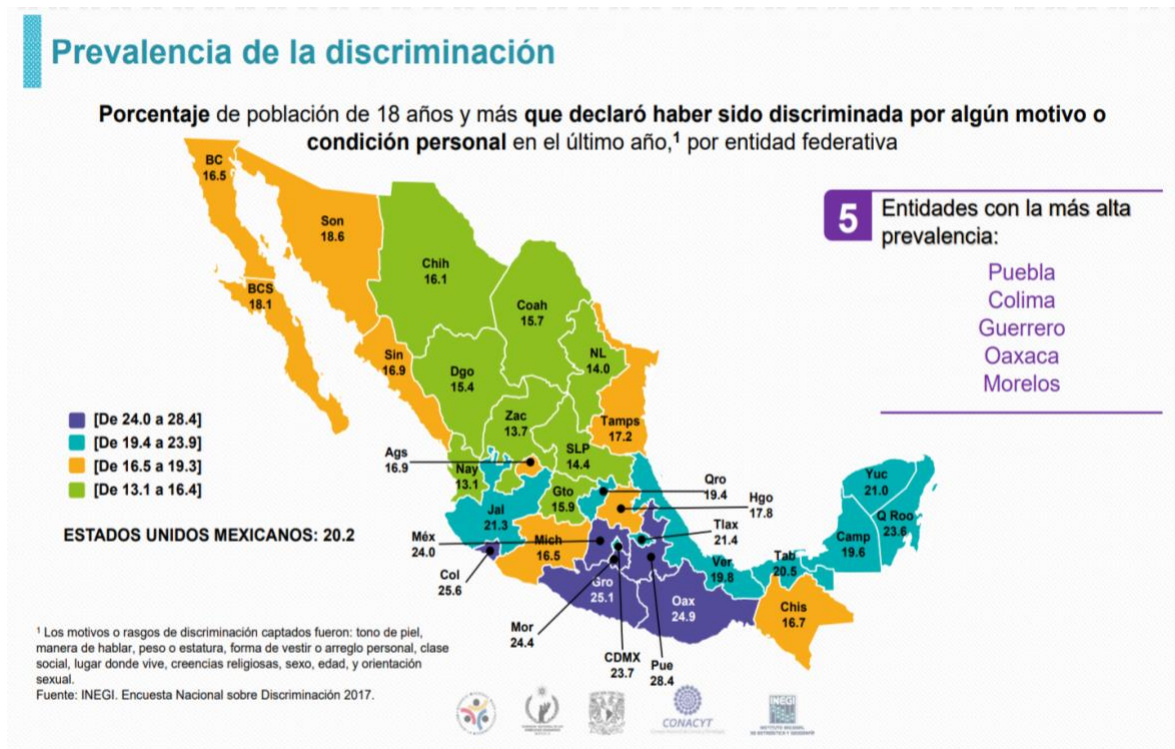 Prevalencia de la discriminación
Porcentaje de población de 18 años y más que declaró haber sido discriminada por algún motivo o
condición personal en el último año,¹ por entidad federativa
BC
16.5
Son
18.6
BCS
18.1
Chih
16.1
Coah
15.7
Sin
16.9
Dgo
15.4
NL
14.0
Zac
13.7
Tamps
17.2
SLP
14.4
Ags
16.9
Nay
13.1
Gto
15.9
Jal
21.3
Qro
19.4
Hgo
17.8
Tlax
21.4
Méx
24.0
Mich
16.5
Col
25.6
Gro
25.1
Mor
24.4
CDMX
23.7
Pue
28.4
Oax
24.9
Ver
19.8
Tab
20.5
Chis
16.7
Camp
19.6
Yuc
21.0
Q Roo
23.6
5
Entidades con la más alta
prevalencia:
Puebla
Colima
Guerrero
Oaxaca
Morelos
[De 24.0 a 28.4]
[De 19.4 a 23.9]
[De 16.5 a 19.3]
[De 13.1 a 16.4]
ESTADOS UNIDOS MEXICANOS: 20.2
¹ Los motivos o rasgos de discriminación captados fueron: tono de piel,
manera de hablar, peso o estatura, forma de vestir o arreglo personal, clase
social, lugar donde vive, creencias religiosas, sexo, edad, y orientación
sexual.
Fuente: INEGI. Encuesta Nacional sobre Discriminación 2017.
CONACYT
INEGI
INSTITUTO NACIONAL
DE ESTADÍSTICA Y GEOGRAFÍA